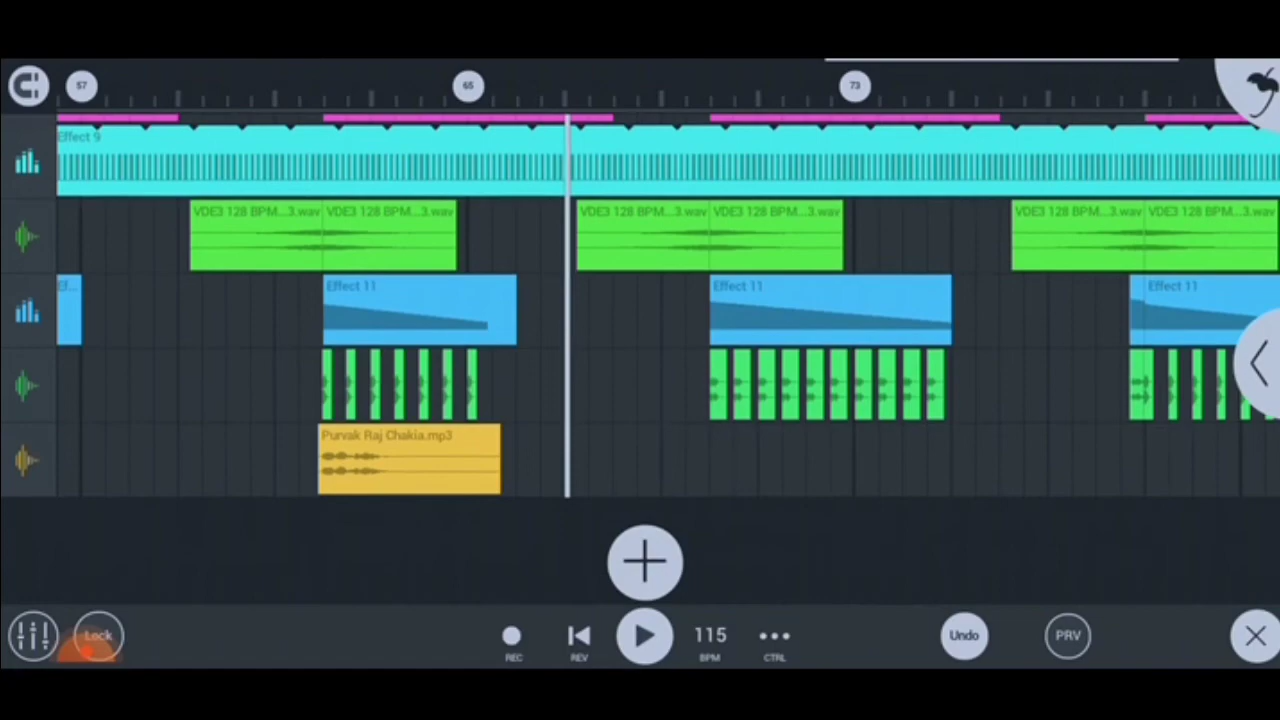 57 65 73
Effect 9
VDE3 128 BPM...3.wav VDE3 128 BPM...3.wav VDE3 128 BPM...3.wav VDE3 128 BPM...3.wav VDE3 128 BPM...3.wav VDE3 128 BPM...3.wav
Ef... Effect 11 Effect 11 Effect 11
Purvak Raj Chakia.mp3
Lock 115 Undo PRV
REC REV BPM CTRL